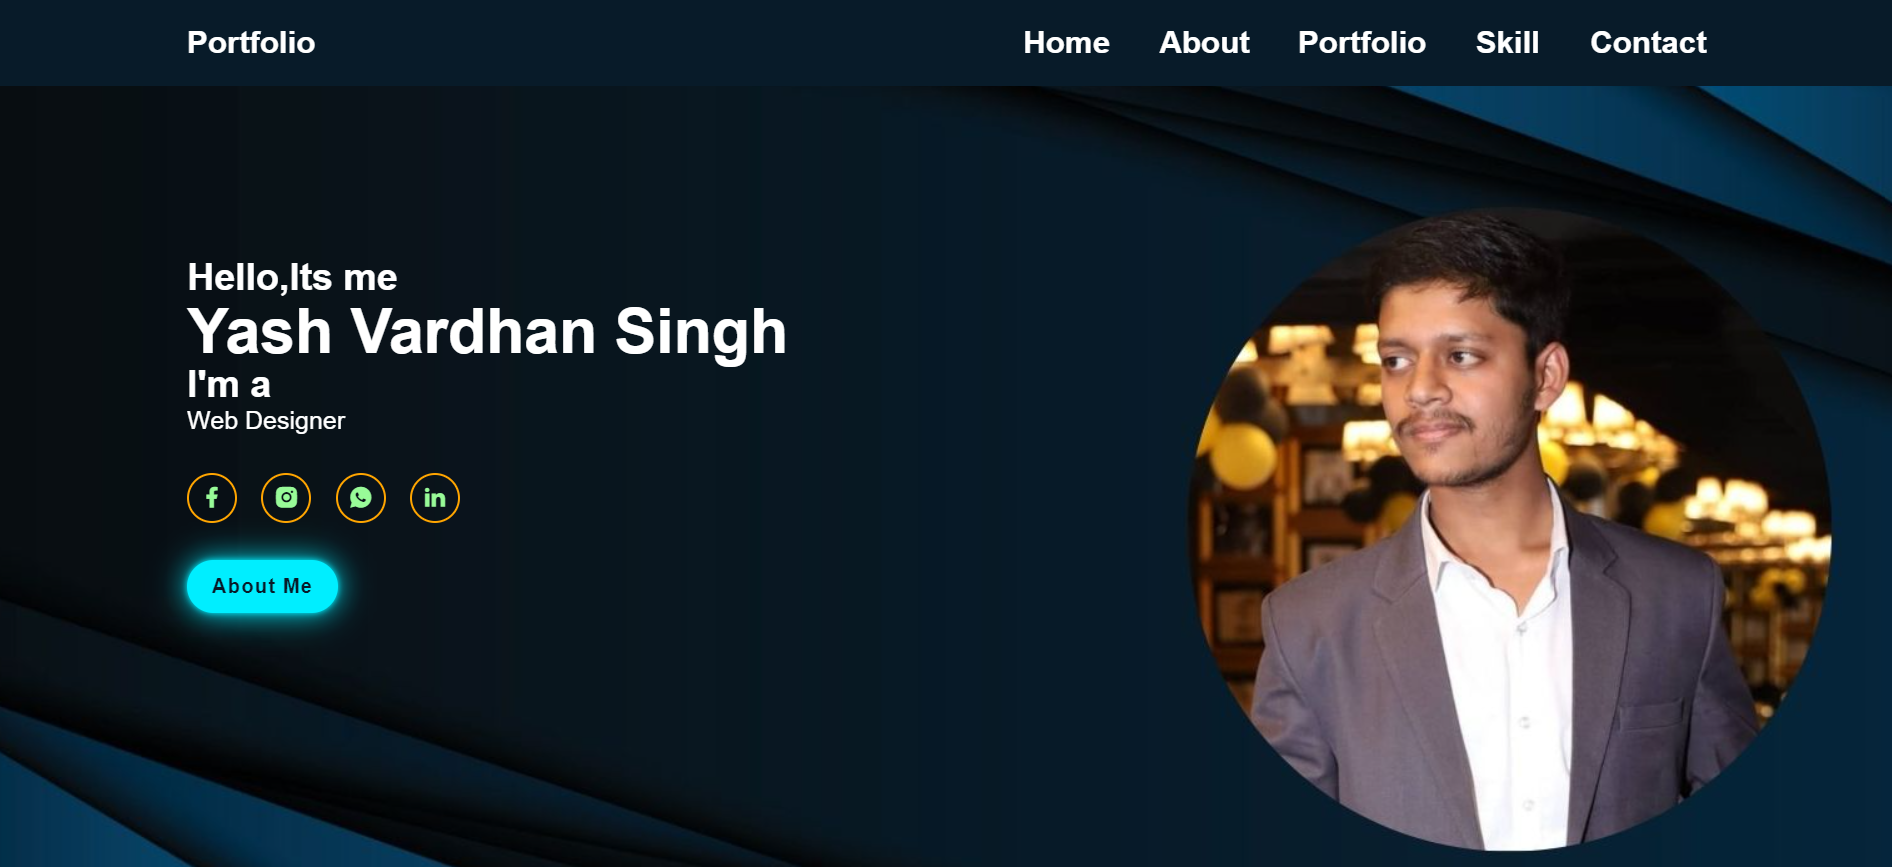 Portfolio
Home About Portfolio Skill Contact
Hello,Its me
Yash Vardhan Singh
I'm a
Web Designer
About Me